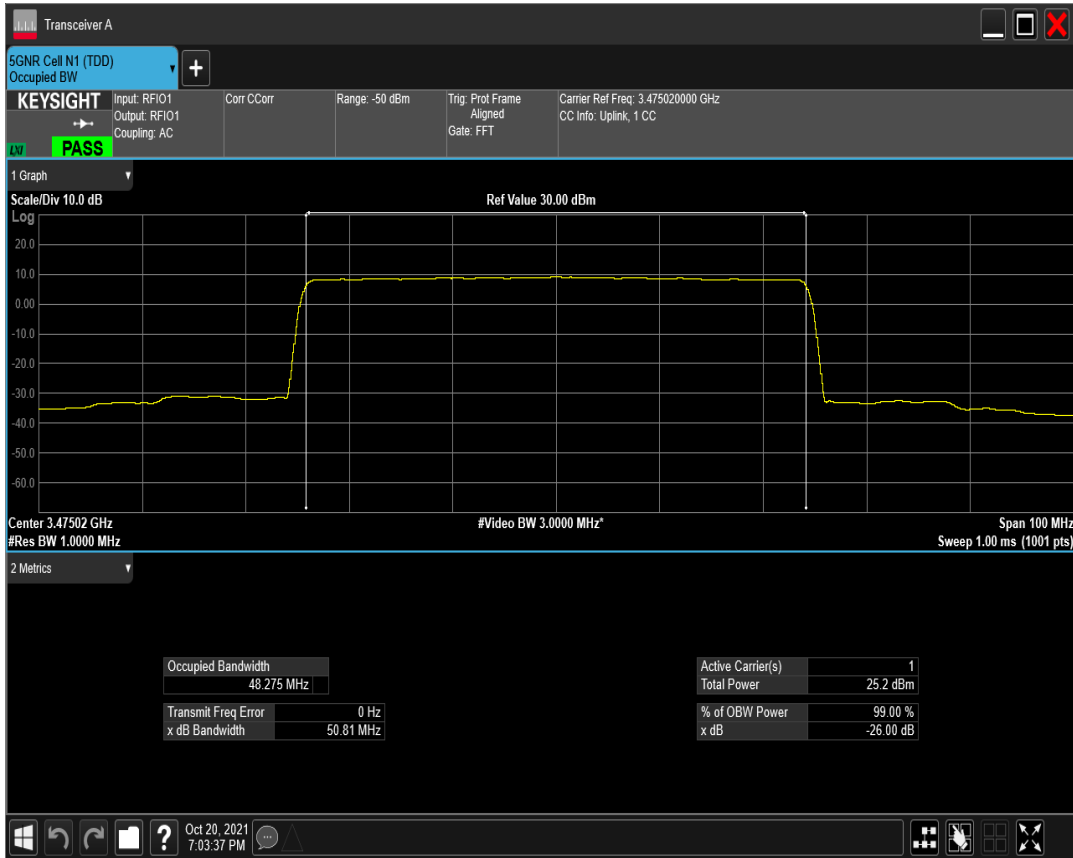 Transceiver A
5GNR Cell N1 (TDD)
Occupied BW
+
KEYSIGHT
LXI
PASS
Input: RFIO1
Output: RFIO1
Coupling: AC
Corr CCorr
Range: -50 dBm
Trig: Prot Frame
Aligned
Gate: FFT
Carrier Ref Freq: 3.475020000 GHz
CC Info: Uplink, 1 CC
1 Graph
Scale/Div 10.0 dB
Ref Value 30.00 dBm
Log
20.0
10.0
0.00
-10.0
-20.0
-30.0
-40.0
-50.0
-60.0
Center 3.47502 GHz
#Video BW 3.0000 MHz*
Span 100 MHz
#Res BW 1.0000 MHz
Sweep 1.00 ms (1001 pts)
2 Metrics
Occupied Bandwidth
48.275 MHz
Transmit Freq Error 0 Hz
x dB Bandwidth 50.81 MHz
Active Carrier(s) 1
Total Power 25.2 dBm
% of OBW Power 99.00 %
x dB -26.00 dB
?
Oct 20, 2021
7:03:37 PM